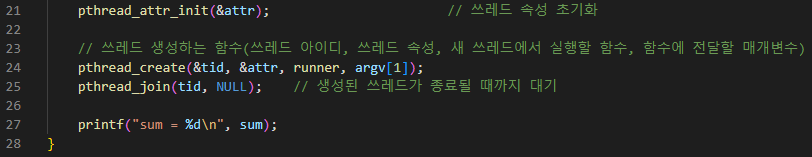 21 pthread_attr_init(&attr); // 쓰레드 속성 초기화
22
23 // 쓰레드 생성하는 함수(쓰레드 아이디, 쓰레드 속성, 새 쓰레드에서 실행할 함수, 함수에 전달할 매개변수)
24 pthread_create(&tid, &attr, runner, argv[1]);
25 pthread_join(tid, NULL); // 생성된 쓰레드가 종료될 때까지 대기
26
27 printf("sum = %d\n", sum);
28 }